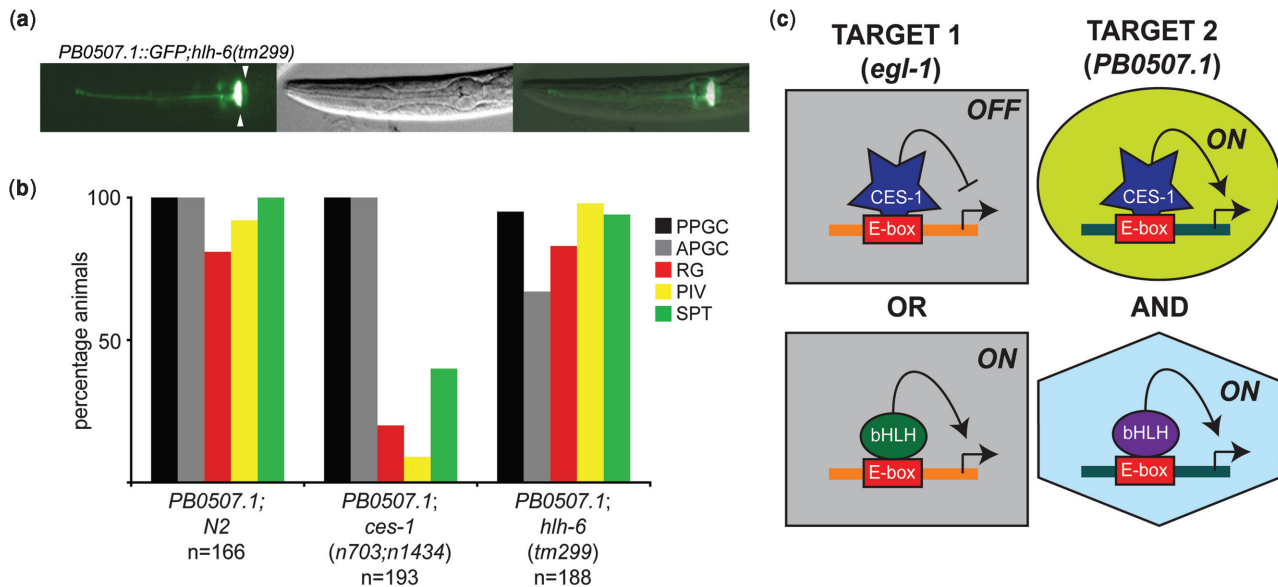 (a)
PB0507.1::GFP;hlh-6(tm299)
(b)
percentage animals
100
50
PPGC
APGC
RG
PIV
SPT
PB0507.1;
N2
n=166
PB0507.1;
ces-1
(n703;n1434)
n=193
PB0507.1;
hlh-6
(tm299)
n=188
(c)
TARGET 1
(egl-1)
OFF
CES-1
E-box
TARGET 2
(PB0507.1)
ON
CES-1
E-box
OR
ON
bHLH
E-box
AND
ON
bHLH
E-box